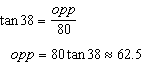 tan 38 = opp/80
opp = 80 tan 38 ≈ 62.5